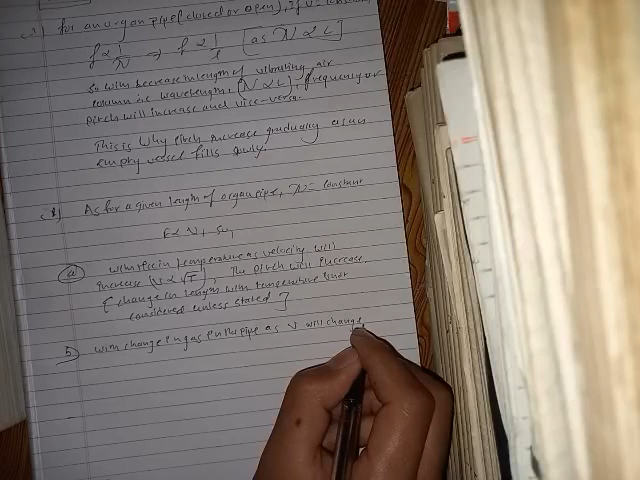 for an organ pipe (closed or open), If v = constant,
f ∝ 1/λ → f ∝ 1/l [as λ ∝ L]
so with decrease in length of vibrating air
column ie wavelength, (λ ∝ L), frequency or
Pitch will increase and vice-versa.
This is why Pitch increase gradually as an
empty vessel fills
As for a given length of organ pipe, λ = constant
f ∝ v, so,
(a) with rise in temperature as velocity will
increase (v ∝ √T), The Pitch will increase.
[change in length with temperature is not
considered unless stated]
5) with change in gas in the pipe as v will change